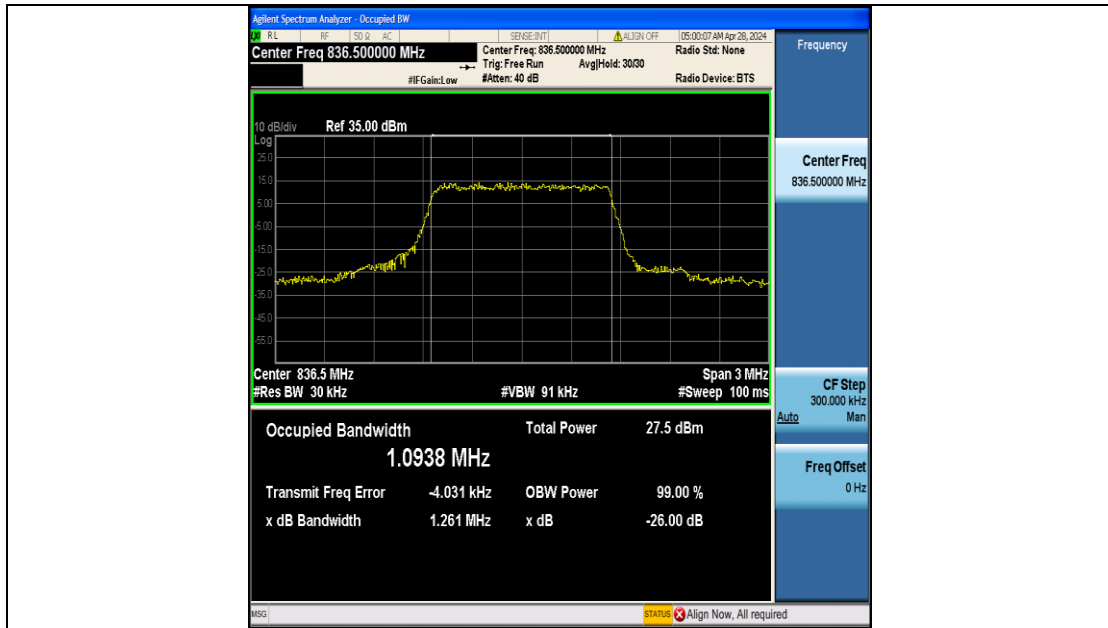 Agilent Spectrum Analyzer - Occupied BW
RL RF 50 Ω AC SENSE:INT ALIGN OFF 05:00:07 AM Apr 28, 2024
Center Freq 836.500000 MHz
Center Freq: 836.500000 MHz Radio Std: None
Trig: Free Run Avg|Hold: 30/30
#IFGain:Low #Atten: 40 dB Radio Device: BTS
10 dB/div Ref 35.00 dBm
Log
25.0
15.0
5.00
-5.00
-15.0
-25.0
-35.0
-45.0
-55.0
Center 836.5 MHz Span 3 MHz
#Res BW 30 kHz #VBW 91 kHz #Sweep 100 ms
Occupied Bandwidth Total Power 27.5 dBm
1.0938 MHz
Transmit Freq Error -4.031 kHz OBW Power 99.00 %
x dB Bandwidth 1.261 MHz x dB -26.00 dB
Frequency
Center Freq
836.500000 MHz
CF Step
300.000 kHz
Auto Man
Freq Offset
0 Hz
MSG STATUS Align Now, All required